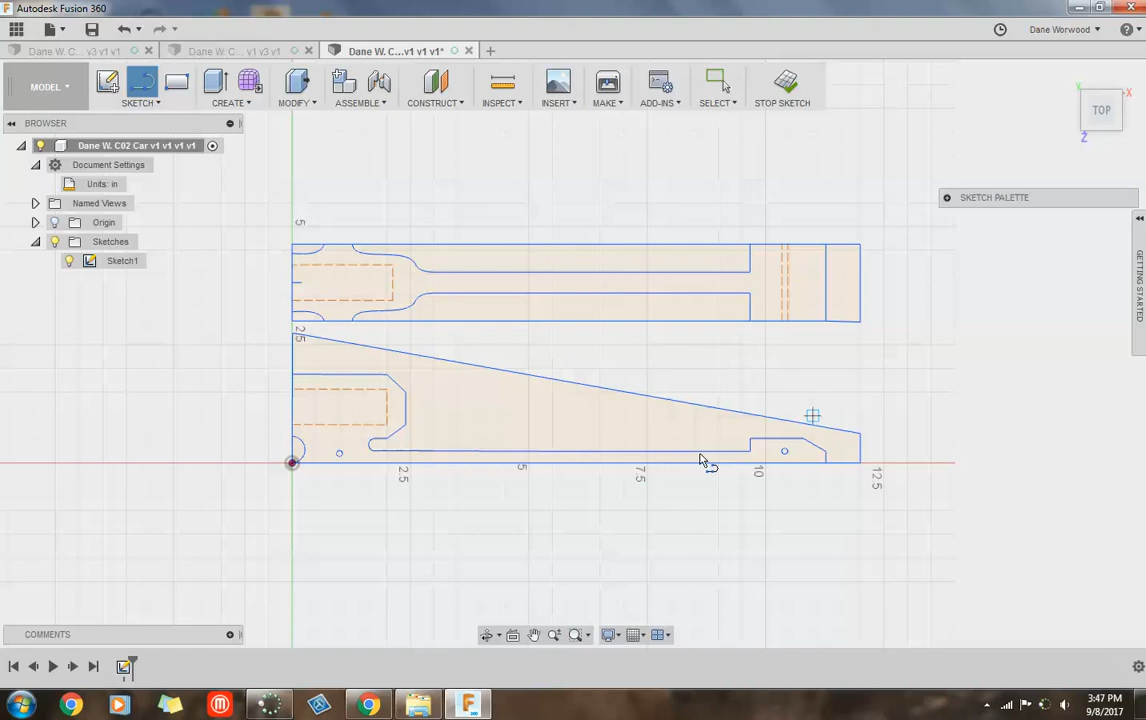 Autodesk Fusion 360
Dane Worwood
Dane W. C... v3 v1 v1
Dane W. C... v3 v1
Dane W. C...v1 v1 v1*
MODEL
SKETCH
CREATE
MODIFY
ASSEMBLE
CONSTRUCT
INSPECT
INSERT
MAKE
ADD-INS
SELECT
STOP SKETCH
TOP
X
Y
Z
BROWSER
Dane W. C02 Car v1 v1 v1 v1
Document Settings
Units: in
Named Views
Origin
Sketches
Sketch1
SKETCH PALETTE
GETTING STARTED
5
2.5
2.5
5
7.5
10
12.5
COMMENTS
3:47 PM
9/8/2017